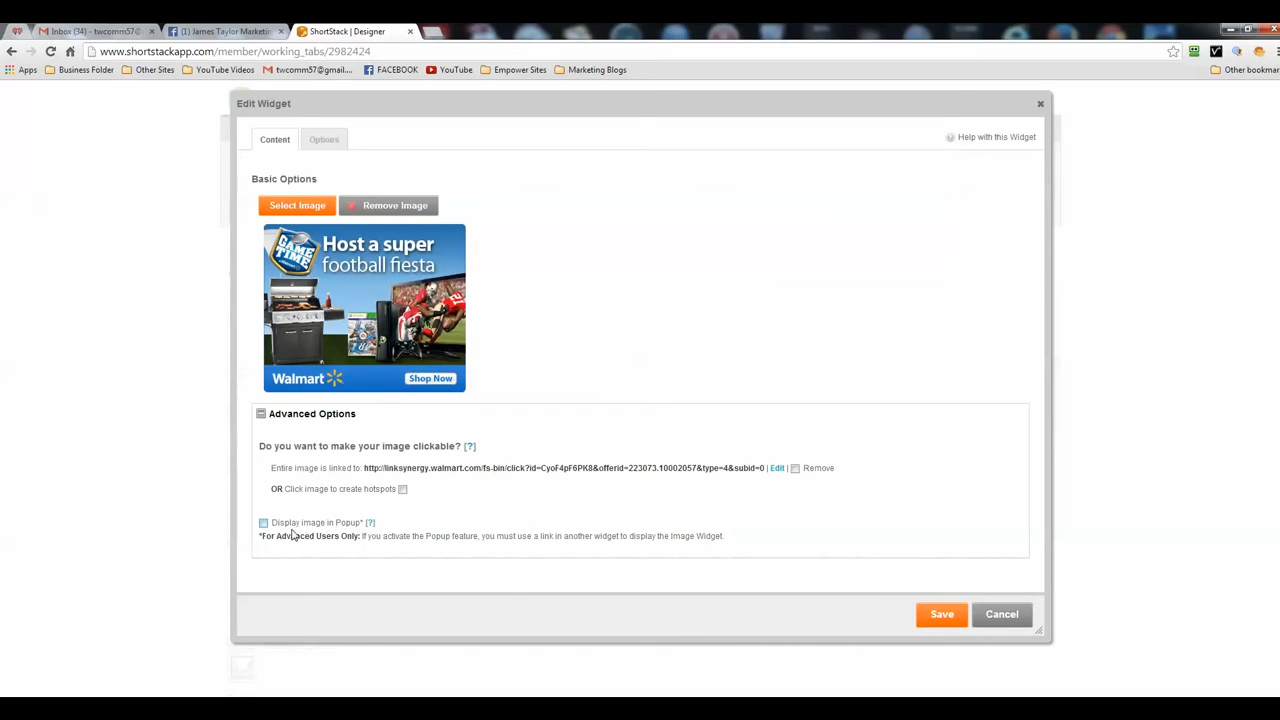 Inbox (34) - twcomm57@
(1) James Taylor Marketin
ShortStack | Designer
www.shortstackapp.com/member/working_tabs/2982424
Apps
Business Folder
Other Sites
YouTube Videos
twcomm57@gmail....
FACEBOOK
YouTube
Empower Sites
Marketing Blogs
Other bookmar
Edit Widget
Content
Options
Help with this Widget
Basic Options
Select Image
Remove Image
GAME TIME
Host a super
football fiesta
Walmart
Shop Now
Advanced Options
Do you want to make your image clickable? [?]
Entire image is linked to: http://linksynergy.walmart.com/fs-bin/click?id=CyoF4pF6PK8&offerid=223073.10002057&type=4&subid=0 | Edit | Remove
OR Click image to create hotspots
Display image in Popup* [?]
*For Advanced Users Only: If you activate the Popup feature, you must use a link in another widget to display the Image Widget.
Save
Cancel